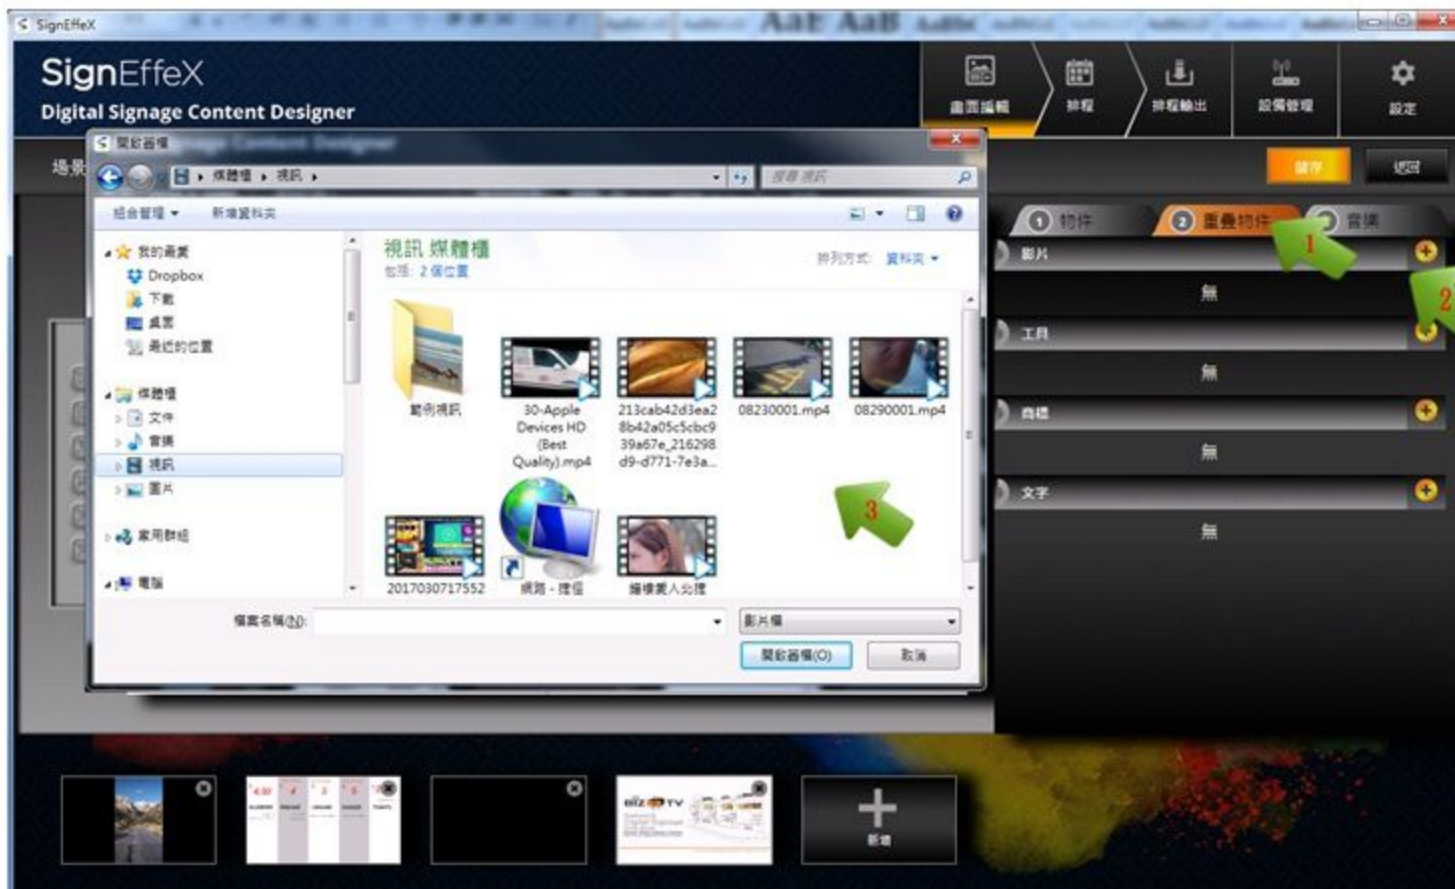 SignEffeX
SignEffeX
Digital Signage Content Designer
畫面編輯
排程
排程輸出
設備管理
設定
場景
儲存
返回
開啟舊檔
媒體櫃 ▸ 視訊 ▸
搜尋 視訊
組合管理
新增資料夾
我的最愛
Dropbox
下載
桌面
最近的位置
媒體櫃
文件
音樂
視訊
圖片
家用群組
電腦
視訊 媒體櫃
包括: 2 個位置
排列方式: 資料夾
範例視訊
30-Apple
Devices HD
(Best
Quality).mp4
213cab42d3ea2
8b42a05c5cbc9
39a67e_216298
d9-d771-7e3a...
08230001.mp4
08290001.mp4
2017030717552
網路 - 捷徑
3
檔案名稱(N):
影片檔
開啟舊檔(O)
取消
1 物件
2 重疊物件
音樂
1
影片
2
無
工具
無
商標
無
文字
無
BIZ TV
新增